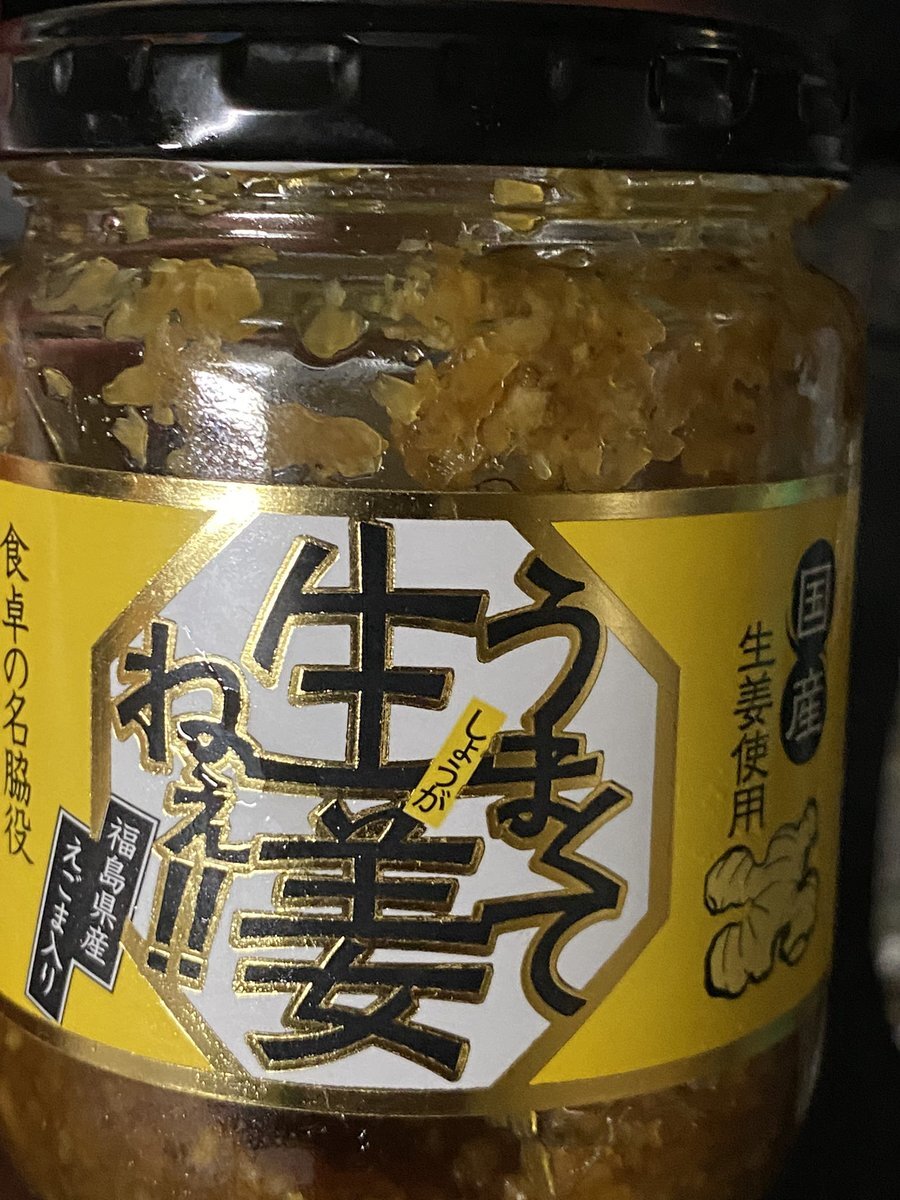 国産
生姜使用
うまくて
生姜
しょうが
ねぇ!!
福島県産
えごま入り
食卓の名脇役